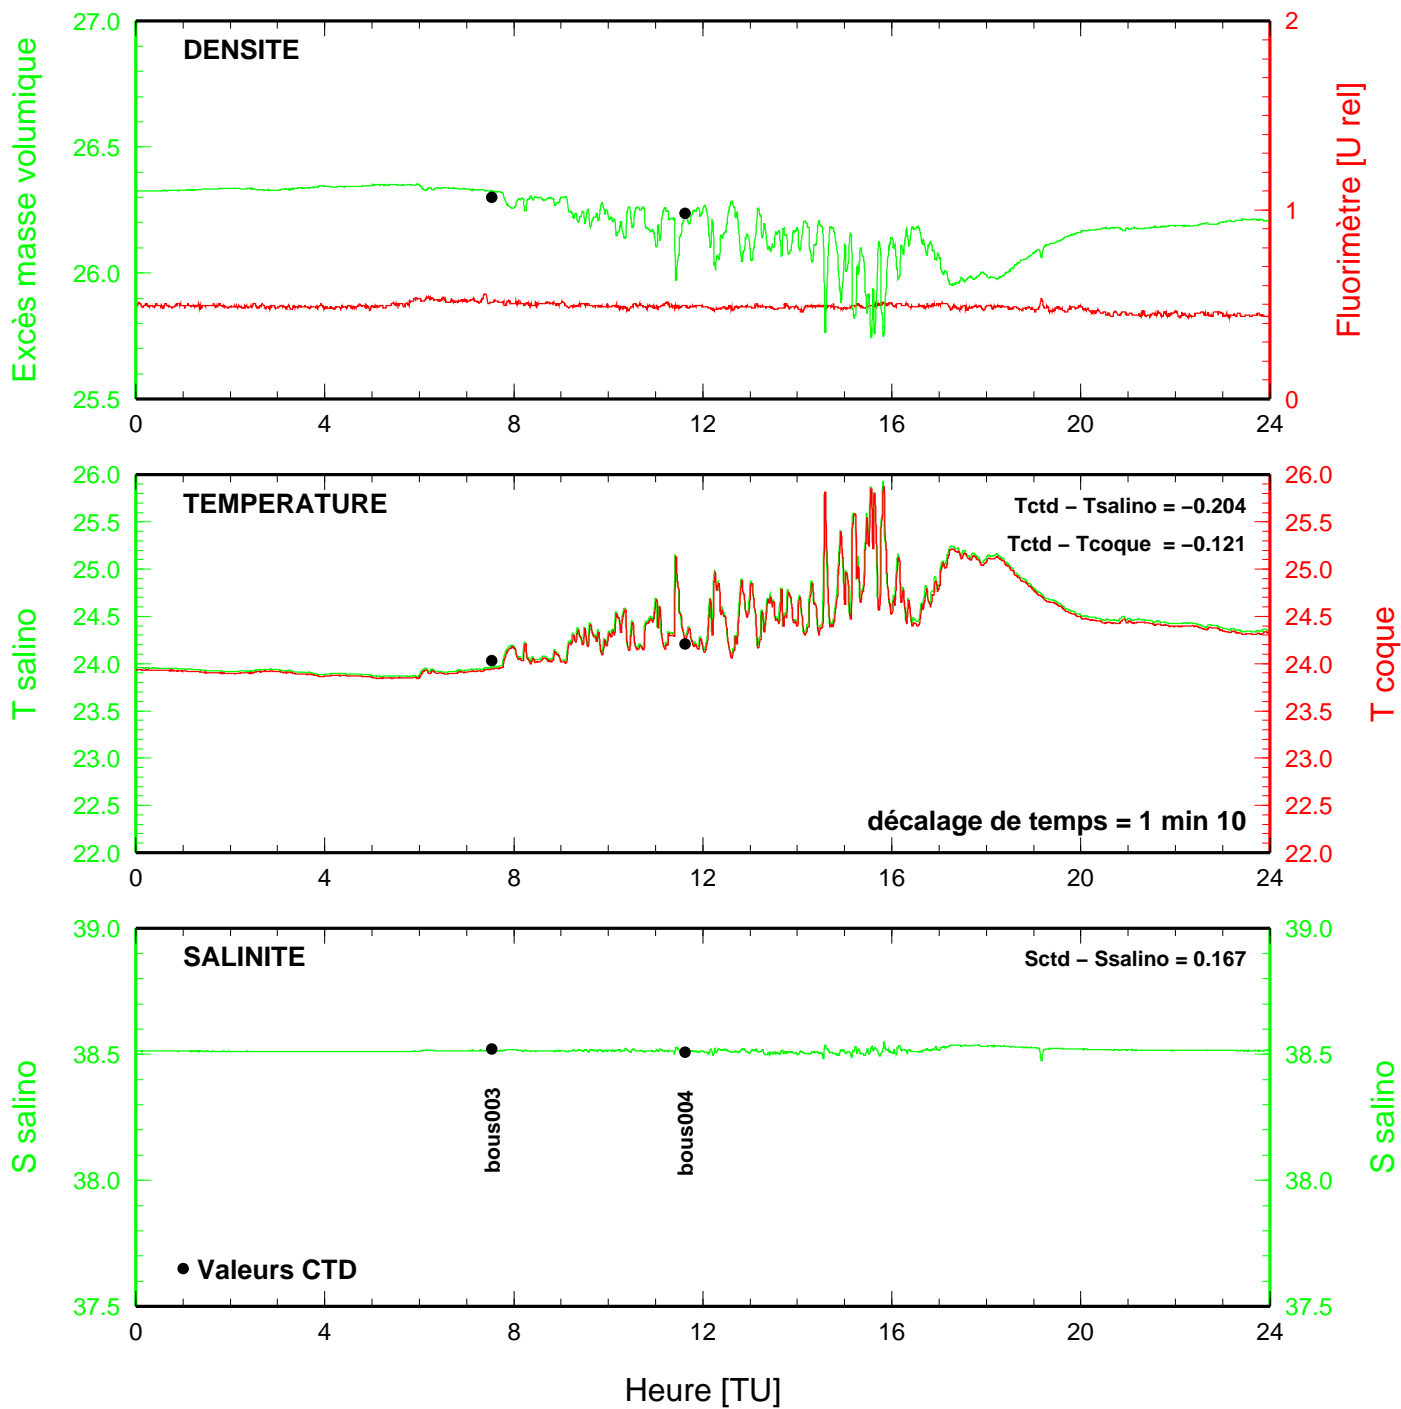 DENSITE
Excès masse volumique
27.0
26.5
26.0
25.5
Fluorimètre [U rel]
2
1
0
0 4 8 12 16 20 24
TEMPERATURE
Tctd − Tsalino = −0.204
Tctd − Tcoque = −0.121
décalage de temps = 1 min 10
T salino
26.0
25.5
25.0
24.5
24.0
23.5
23.0
22.5
22.0
T coque
26.0
25.5
25.0
24.5
24.0
23.5
23.0
22.5
22.0
0 4 8 12 16 20 24
SALINITE
Sctd − Ssalino = 0.167
S salino
39.0
38.5
38.0
37.5
bous003
bous004
Valeurs CTD
S salino
39.0
38.5
38.0
37.5
0 4 8 12 16 20 24
Heure [TU]